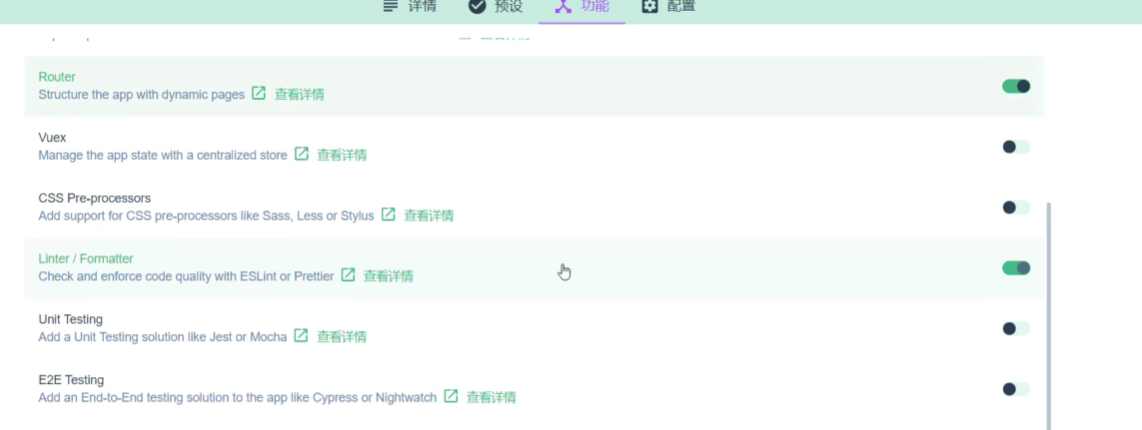 详情 预设 功能 配置
Router
Structure the app with dynamic pages 查看详情
Vuex
Manage the app state with a centralized store 查看详情
CSS Pre-processors
Add support for CSS pre-processors like Sass, Less or Stylus 查看详情
Linter / Formatter
Check and enforce code quality with ESLint or Prettier 查看详情
Unit Testing
Add a Unit Testing solution like Jest or Mocha 查看详情
E2E Testing
Add an End-to-End testing solution to the app like Cypress or Nightwatch 查看详情